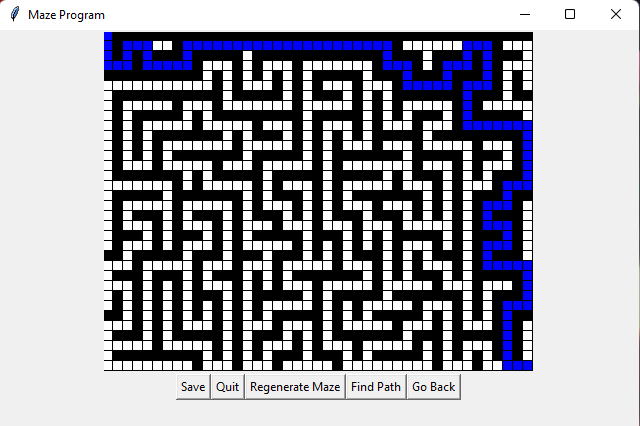 Maze Program
Save Quit Regenerate Maze Find Path Go Back